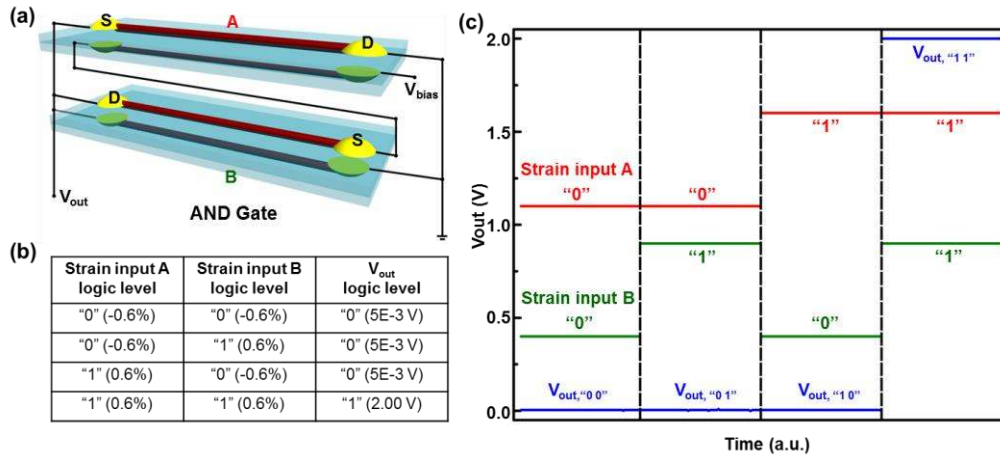 (a)
S
A
D
V_bias
D
S
B
V_out
AND Gate
(b)
Strain input A logic level
Strain input B logic level
V_out logic level
“0” (-0.6%)
“0” (-0.6%)
“0” (5E-3 V)
“0” (-0.6%)
“1” (0.6%)
“0” (5E-3 V)
“1” (0.6%)
“0” (-0.6%)
“0” (5E-3 V)
“1” (0.6%)
“1” (0.6%)
“1” (2.00 V)
(c)
Vout (V)
2.0
1.5
1.0
0.5
0.0
V_out, “1 1”
“1”
“1”
Strain input A
“0”
“0”
“1”
“1”
Strain input B
“0”
“0”
V_out,“0 0”
V_out, “0 1”
V_out, “1 0”
Time (a.u.)